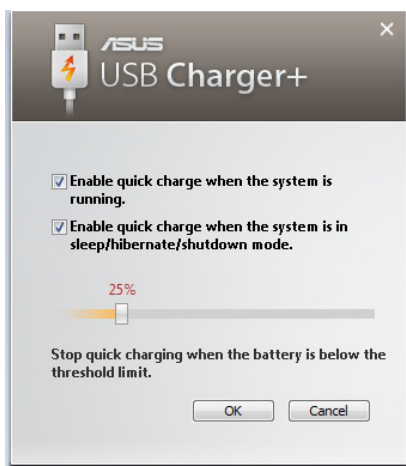 ASUS
USB Charger+
Enable quick charge when the system is
running.
Enable quick charge when the system is in
sleep/hibernate/shutdown mode.
25%
Stop quick charging when the battery is below the
threshold limit.
OK Cancel